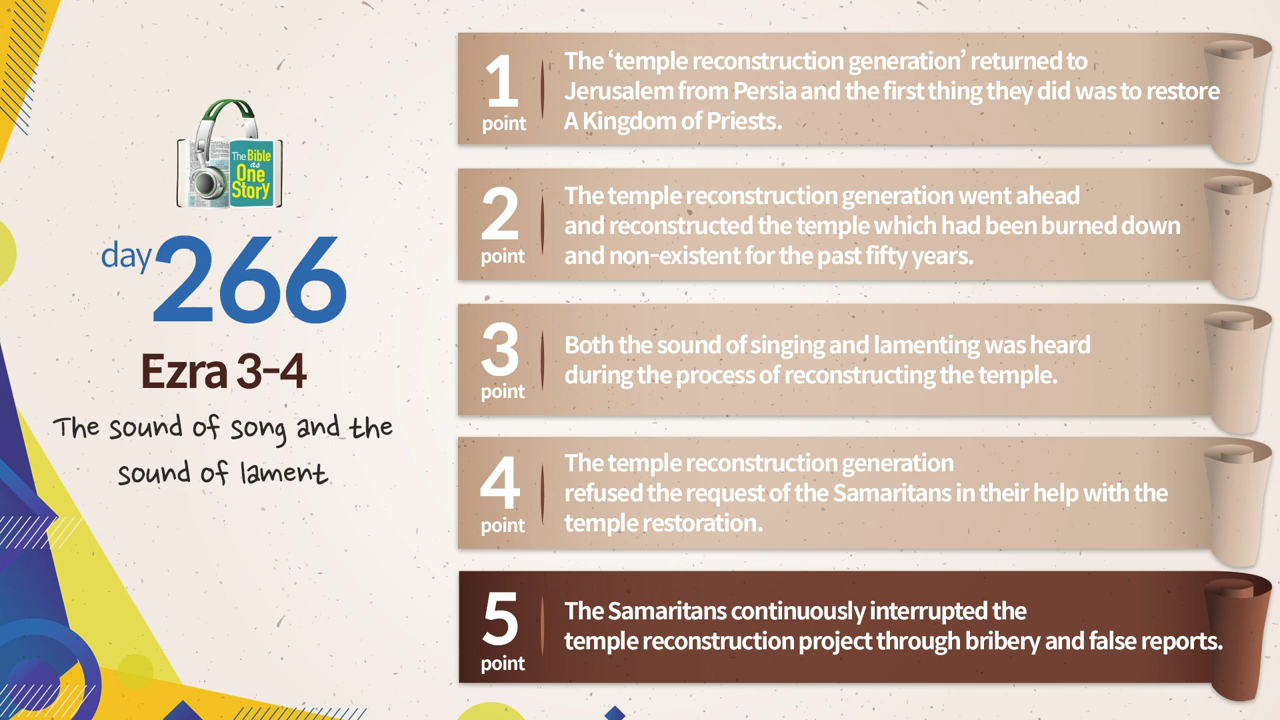 The Bible
as
One
Story
day 266
Ezra 3-4
The sound of song and the
sound of lament
1
point
The ‘temple reconstruction generation’ returned to
Jerusalem from Persia and the first thing they did was to restore
A Kingdom of Priests.
2
point
The temple reconstruction generation went ahead
and reconstructed the temple which had been burned down
and non-existent for the past fifty years.
3
point
Both the sound of singing and lamenting was heard
during the process of reconstructing the temple.
4
point
The temple reconstruction generation
refused the request of the Samaritans in their help with the
temple restoration.
5
point
The Samaritans continuously interrupted the
temple reconstruction project through bribery and false reports.